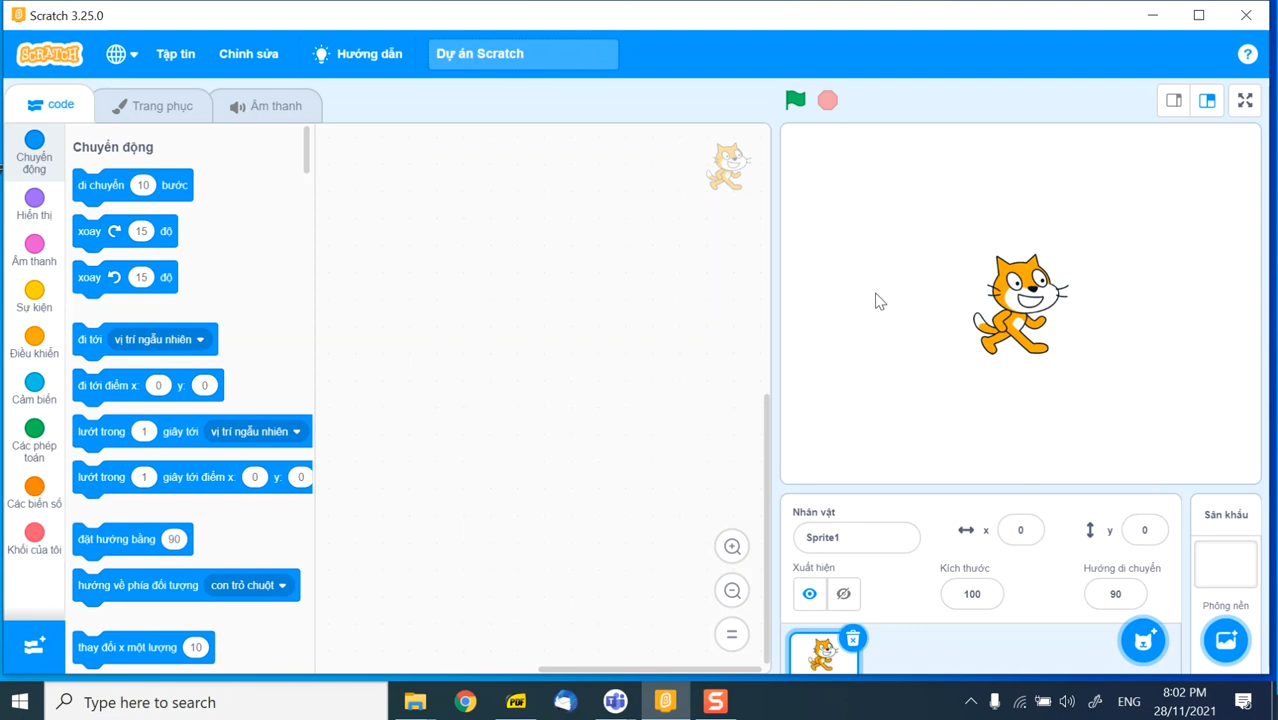 Scratch 3.25.0
SCRATCH
Tập tin
Chỉnh sửa
Hướng dẫn
Dự án Scratch
?
code
Trang phục
Âm thanh
Chuyển động
Hiển thị
Âm thanh
Sự kiện
Điều khiển
Cảm biến
Các phép toán
Các biến số
Khối của tôi
Chuyển động
di chuyển 10 bước
xoay 15 độ
xoay 15 độ
đi tới vị trí ngẫu nhiên
đi tới điểm x: 0 y: 0
lướt trong 1 giây tới vị trí ngẫu nhiên
lướt trong 1 giây tới điểm x: 0 y: 0
đặt hướng bằng 90
hướng về phía đối tượng con trỏ chuột
thay đổi x một lượng 10
Nhân vật
Sprite1
x 0
y 0
Xuất hiện
Kích thước
100
Hướng di chuyển
90
Sân khấu
Phông nền
Type here to search
PDF
S
ENG
8:02 PM
28/11/2021